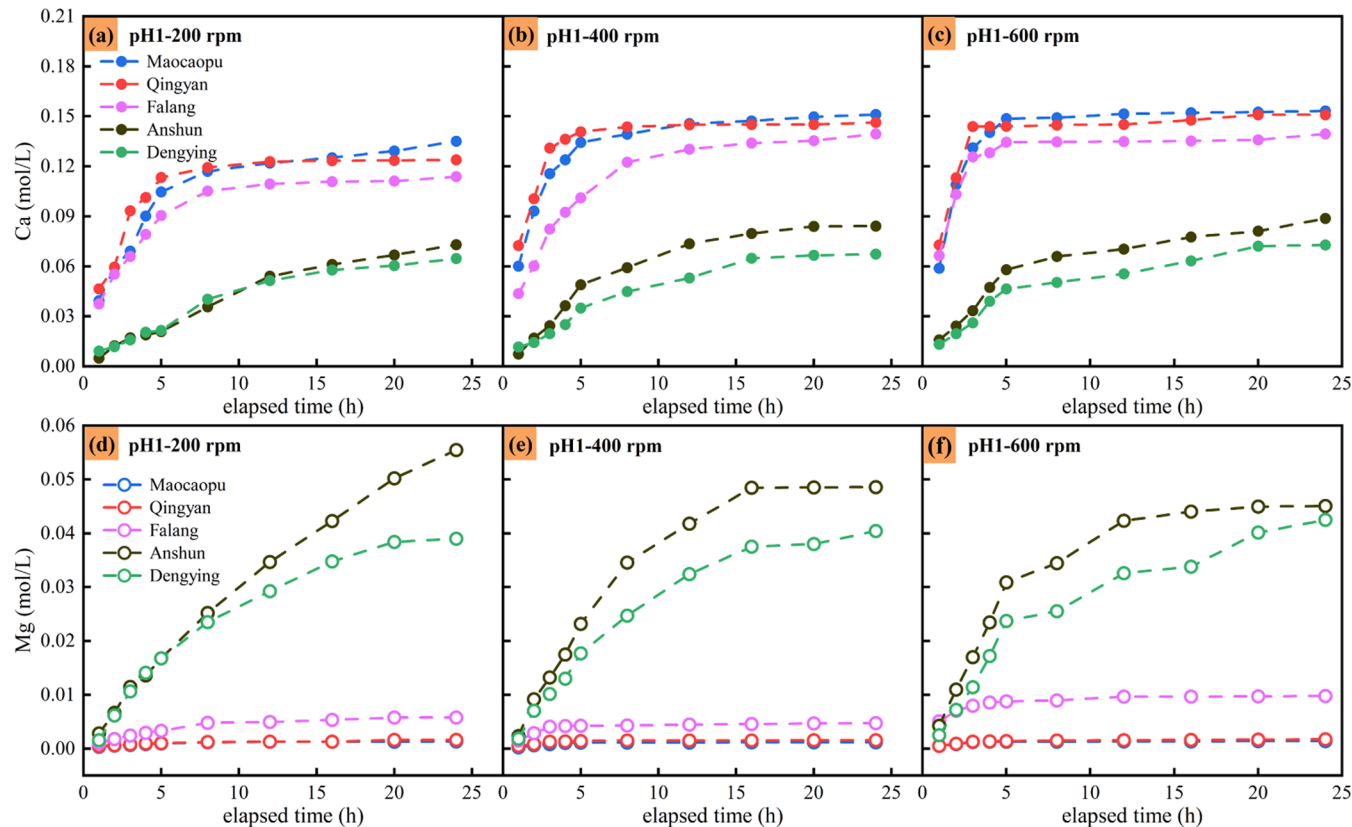 (a) pH1-200 rpm
Maocaopu
Qingyan
Falang
Anshun
Dengying
(b) pH1-400 rpm
(c) pH1-600 rpm
0.21
0.18
0.15
0.12
0.09
0.06
0.03
0.00
Ca (mol/L)
0 5 10 15 20 25
0 5 10 15 20 25
0 5 10 15 20 25
elapsed time (h)
elapsed time (h)
elapsed time (h)
(d) pH1-200 rpm
Maocaopu
Qingyan
Falang
Anshun
Dengying
(e) pH1-400 rpm
(f) pH1-600 rpm
0.06
0.05
0.04
0.03
0.02
0.01
0.00
Mg (mol/L)
0 5 10 15 20 25
0 5 10 15 20 25
0 5 10 15 20 25
elapsed time (h)
elapsed time (h)
elapsed time (h)